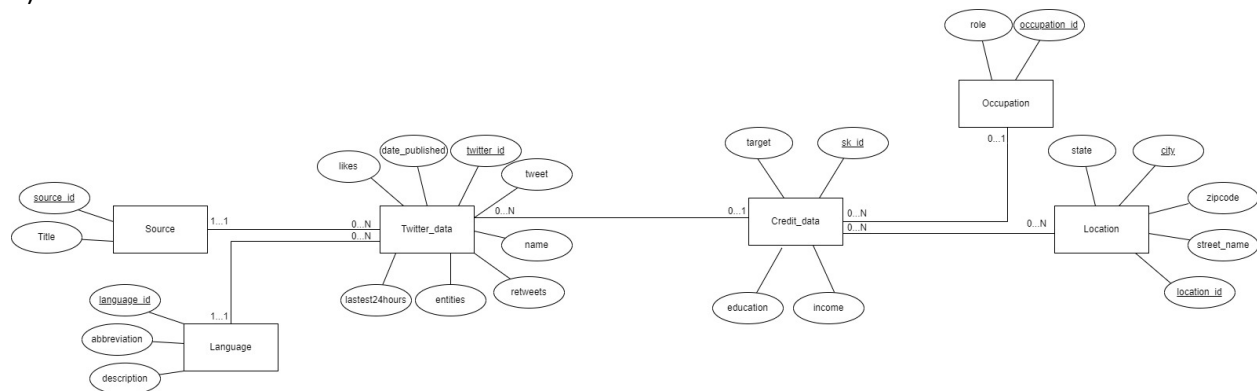 role
occupation_id
Occupation
0...1
target
sk_id
state
city
date_published
twitter_id
likes
tweet
zipcode
source_id
Source
1...1
0...N
0...N
Twitter_data
0...N
0...1
Credit_data
0...N
0...N
0...N
Location
Title
name
street_name
language_id
lastest24hours
entities
retweets
education
income
location_id
1...1
abbreviation
Language
description